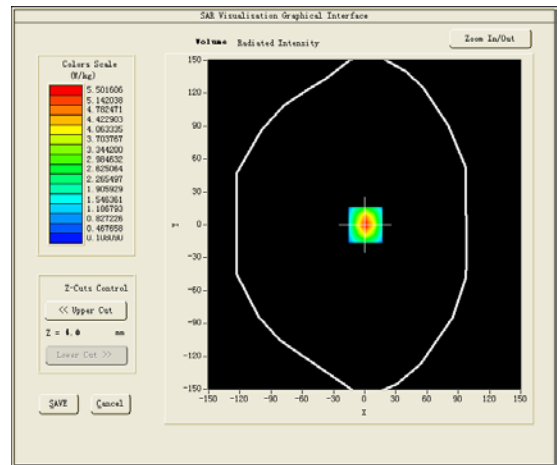 SAR Visualisation Graphical Interface
Volume Radiated Intensity
Zoom In/Out
Colors Scale
(W/kg)
5.501606
5.142038
4.782471
4.422903
4.063335
3.703767
3.344200
2.984632
2.625064
2.265497
1.905929
1.546361
1.186793
0.827226
0.467658
150
120
90
60
30
0
-30
-60
-90
-120
-150
Y
-150 -120 -90 -60 -30 0 30 60 90 120 150
X
Z-Cuts Control
<< Upper Cut
Z = 4.0 mm
Lower Cut >>
SAVE Cancel